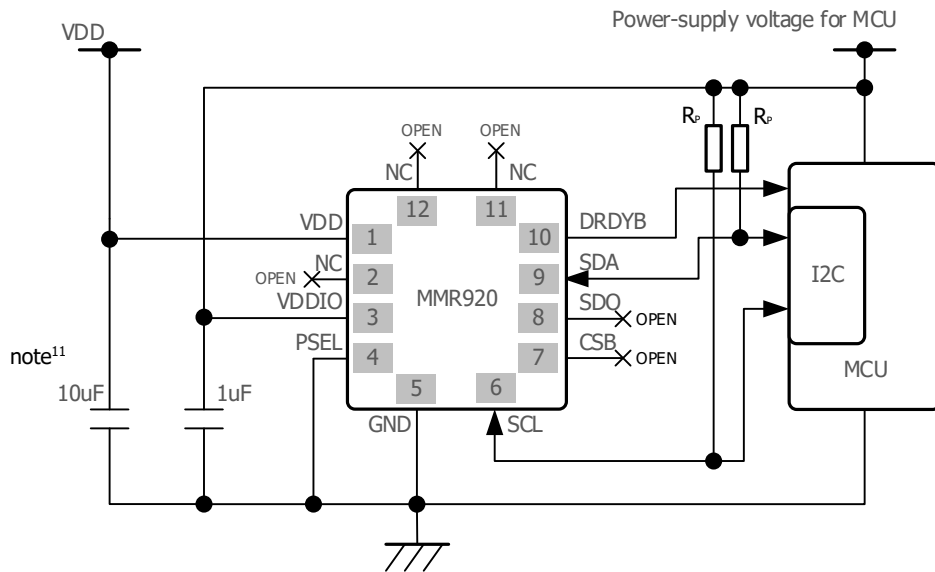 Power-supply voltage for MCU
VDD
Rₚ Rₚ
OPEN OPEN
NC NC
12 11
VDD 1 10 DRDYB
OPEN NC 2 9 SDA
I2C
MMR920
VDDIO 3 8 SDO OPEN
PSEL 4 7 CSB OPEN
note¹¹
MCU
10uF 1uF
5 6
GND SCL